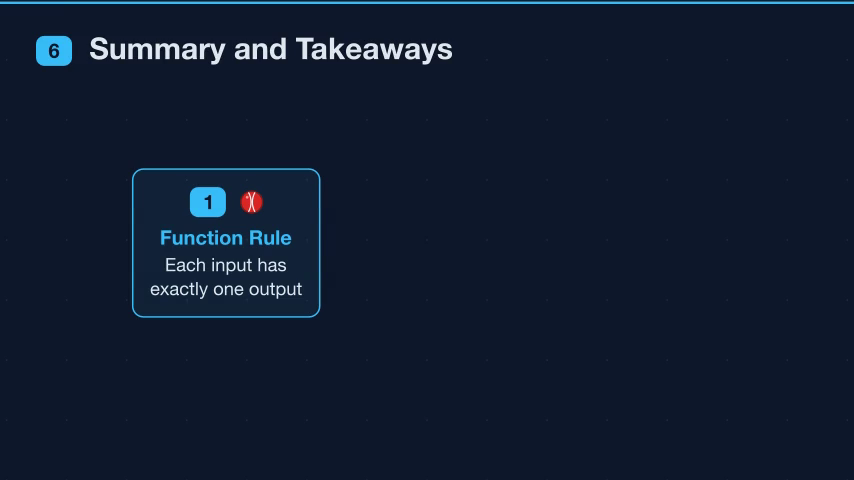 6 Summary and Takeaways
1
Function Rule
Each input has
exactly one output